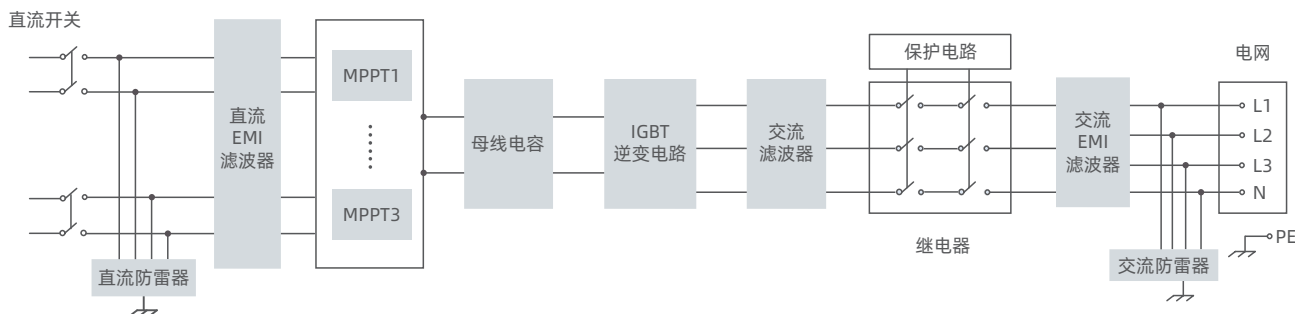 直流开关
直流
EMI
滤波器
直流防雷器
MPPT1
MPPT3
母线电容
IGBT
逆变电路
交流
滤波器
保护电路
继电器
交流
EMI
滤波器
交流防雷器
电网
L1
L2
L3
N
PE